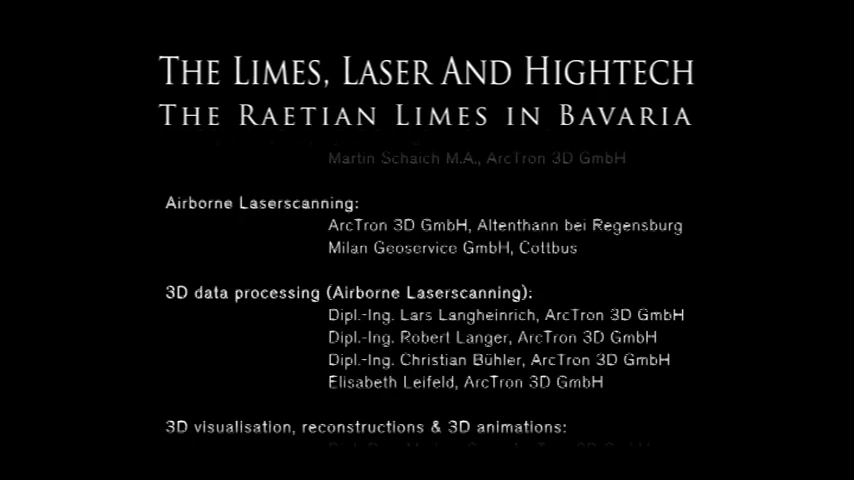 The Limes, Laser And Hightech
The Raetian Limes in Bavaria
Martin Schaich M.A., ArcTron 3D GmbH
Airborne Laserscanning:
ArcTron 3D GmbH, Altenthann bei Regensburg
Milan Geoservice GmbH, Cottbus
3D data processing (Airborne Laserscanning):
Dipl.-Ing. Lars Langheinrich, ArcTron 3D GmbH
Dipl.-Ing. Robert Langer, ArcTron 3D GmbH
Dipl.-Ing. Christian Bühler, ArcTron 3D GmbH
Elisabeth Leifeld, ArcTron 3D GmbH
3D visualisation, reconstructions & 3D animations: